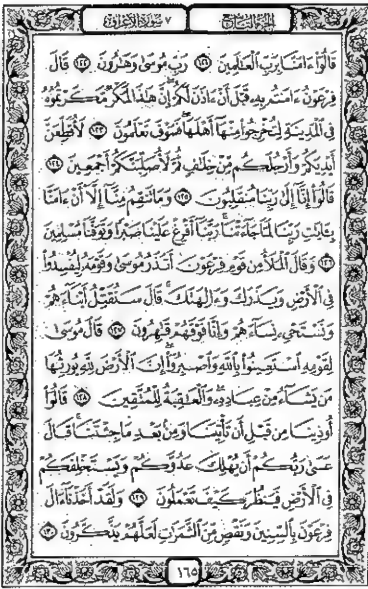 الجزء التاسع ٧ سورة الأعراف
قَالُوٓا۟ ءَامَنَّا بِرَبِّ ٱلْعَٰلَمِينَ ١٢١ رَبِّ مُوسَىٰ وَهَٰرُونَ ١٢٢ قَالَ
فِرْعَوْنُ ءَامَنتُم بِهِۦ قَبْلَ أَنْ ءَاذَنَ لَكُمْ إِنَّ هَٰذَا لَمَكْرٌ مَّكَرْتُمُوهُ
فِى ٱلْمَدِينَةِ لِتُخْرِجُوا۟ مِنْهَآ أَهْلَهَا فَسَوْفَ تَعْلَمُونَ ١٢٣ لَأُقَطِّعَنَّ
أَيْدِيَكُمْ وَأَرْجُلَكُم مِّنْ خِلَٰفٍ ثُمَّ لَأُصَلِّبَنَّكُمْ أَجْمَعِينَ ١٢٤
قَالُوٓا۟ إِنَّآ إِلَىٰ رَبِّنَا مُنقَلِبُونَ ١٢٥ وَمَا تَنقِمُ مِنَّآ إِلَّآ أَنْ ءَامَنَّا
بِـَٔايَٰتِ رَبِّنَا لَمَّا جَآءَتْنَا رَبَّنَآ أَفْرِغْ عَلَيْنَا صَبْرًا وَتَوَفَّنَا مُسْلِمِينَ
١٢٦ وَقَالَ ٱلْمَلَأُ مِن قَوْمِ فِرْعَوْنَ أَتَذَرُ مُوسَىٰ وَقَوْمَهُۥ لِيُفْسِدُوا۟
فِى ٱلْأَرْضِ وَيَذَرَكَ وَءَالِهَتَكَ قَالَ سَنُقَتِّلُ أَبْنَآءَهُمْ
وَنَسْتَحْىِۦ نِسَآءَهُمْ وَإِنَّا فَوْقَهُمْ قَٰهِرُونَ ١٢٧ قَالَ مُوسَىٰ
لِقَوْمِهِ ٱسْتَعِينُوا۟ بِٱللَّهِ وَٱصْبِرُوٓا۟ إِنَّ ٱلْأَرْضَ لِلَّهِ يُورِثُهَا
مَن يَشَآءُ مِنْ عِبَادِهِۦ وَٱلْعَٰقِبَةُ لِلْمُتَّقِينَ ١٢٨ قَالُوٓا۟
أُوذِينَا مِن قَبْلِ أَن تَأْتِيَنَا وَمِنۢ بَعْدِ مَا جِئْتَنَا قَالَ
عَسَىٰ رَبُّكُمْ أَن يُهْلِكَ عَدُوَّكُمْ وَيَسْتَخْلِفَكُمْ
فِى ٱلْأَرْضِ فَيَنظُرَ كَيْفَ تَعْمَلُونَ ١٢٩ وَلَقَدْ أَخَذْنَآ ءَالَ
فِرْعَوْنَ بِٱلسِّنِينَ وَنَقْصٍ مِّنَ ٱلثَّمَرَٰتِ لَعَلَّهُمْ يَذَّكَّرُونَ ١٣٠
١٦٥